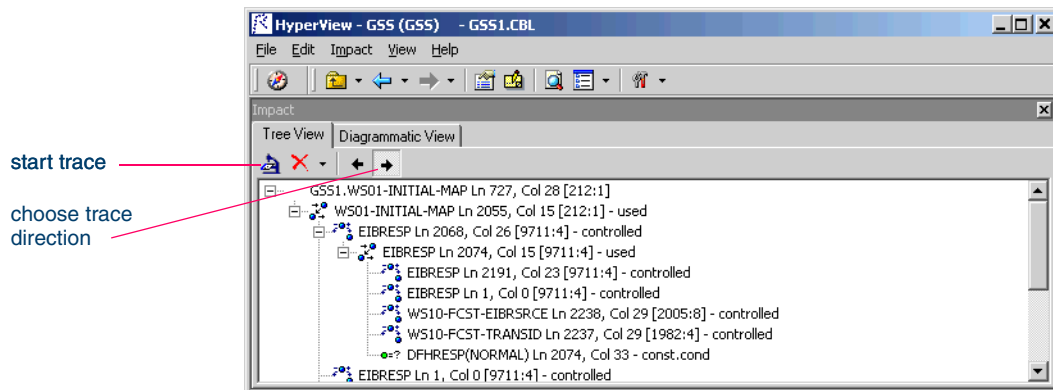 HyperView - GSS (GSS) - GSS1.CBL
File Edit Impact View Help
Impact
Tree View Diagrammatic View
start trace
choose trace
direction
GSS1.WS01-INITIAL-MAP Ln 727, Col 28 [212:1]
WS01-INITIAL-MAP Ln 2055, Col 15 [212:1] - used
EIBRESP Ln 2068, Col 26 [9711:4] - controlled
EIBRESP Ln 2074, Col 15 [9711:4] - used
EIBRESP Ln 2191, Col 23 [9711:4] - controlled
EIBRESP Ln 1, Col 0 [9711:4] - controlled
WS10-FCST-EIBRSRCE Ln 2238, Col 29 [2005:8] - controlled
WS10-FCST-TRANSID Ln 2237, Col 29 [1982:4] - controlled
DFHRESP(NORMAL) Ln 2074, Col 33 - const.cond
EIBRESP Ln 1, Col 0 [9711:4] - controlled